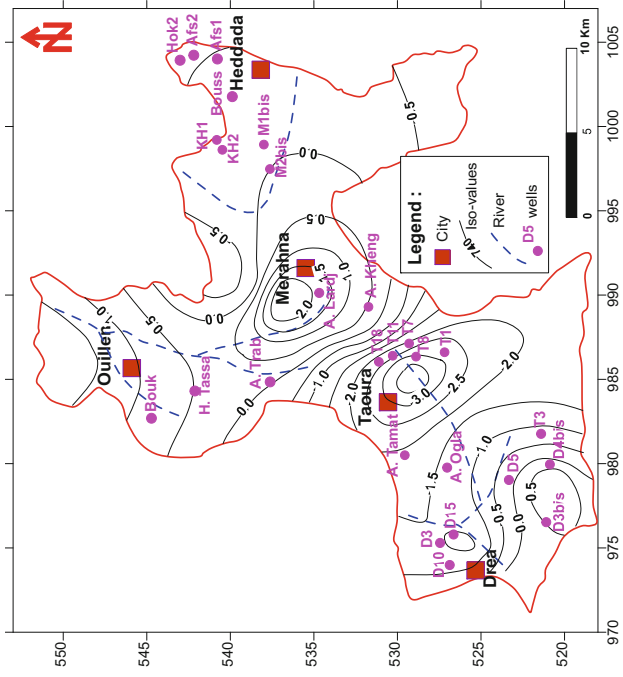 N
Hok2
Afs2
Afs1
Heddada
Bouss
KH1
KH2
M1bis
M2bis
Merahna
A. Lardj
A. Kheng
Ouillen
Bouk
H. Tassa
A. Trab
Taoura
T18
T11
T7
T8
T1
A. Tamat
A. Ogla
T3
D4bis
D5
D3bis
D3
D15
D10
Drea
-0.5
0.0
0.5
0.5
0.0
1.0
1.5
2.0
1.0
0.5
0.0
-1.0
-2.0
-3.0
-2.5
-2.0
-1.5
-1.0
-0.5
0.0
0.5
Legend :
City
740
Iso-values
River
D5
wells
0
5
10 Km
970
975
980
985
990
995
1000
1005
550
545
540
535
530
525
520